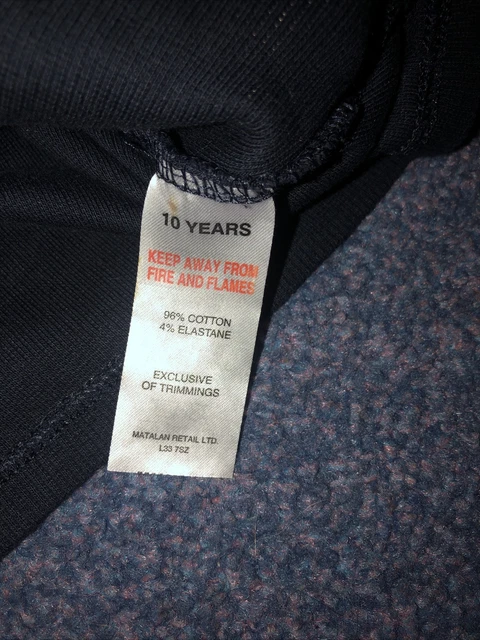 10 YEARS
KEEP AWAY FROM
FIRE AND FLAMES
96% COTTON
4% ELASTANE
EXCLUSIVE
OF TRIMMINGS
MATALAN RETAIL LTD.
L33 7SZ